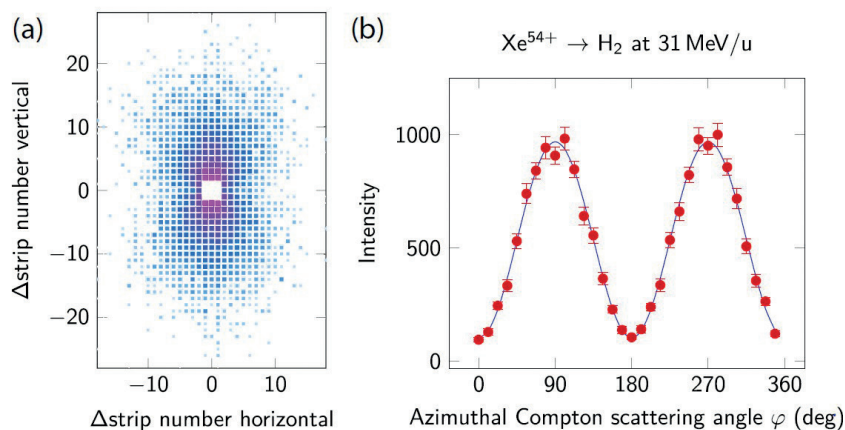 (a)
Δstrip number vertical
20
10
0
−10
−20
−10 0 10
Δstrip number horizontal
(b)
Xe⁵⁴⁺ → H₂ at 31 MeV/u
Intensity
1000
500
0
0 90 180 270 360
Azimuthal Compton scattering angle φ (deg)